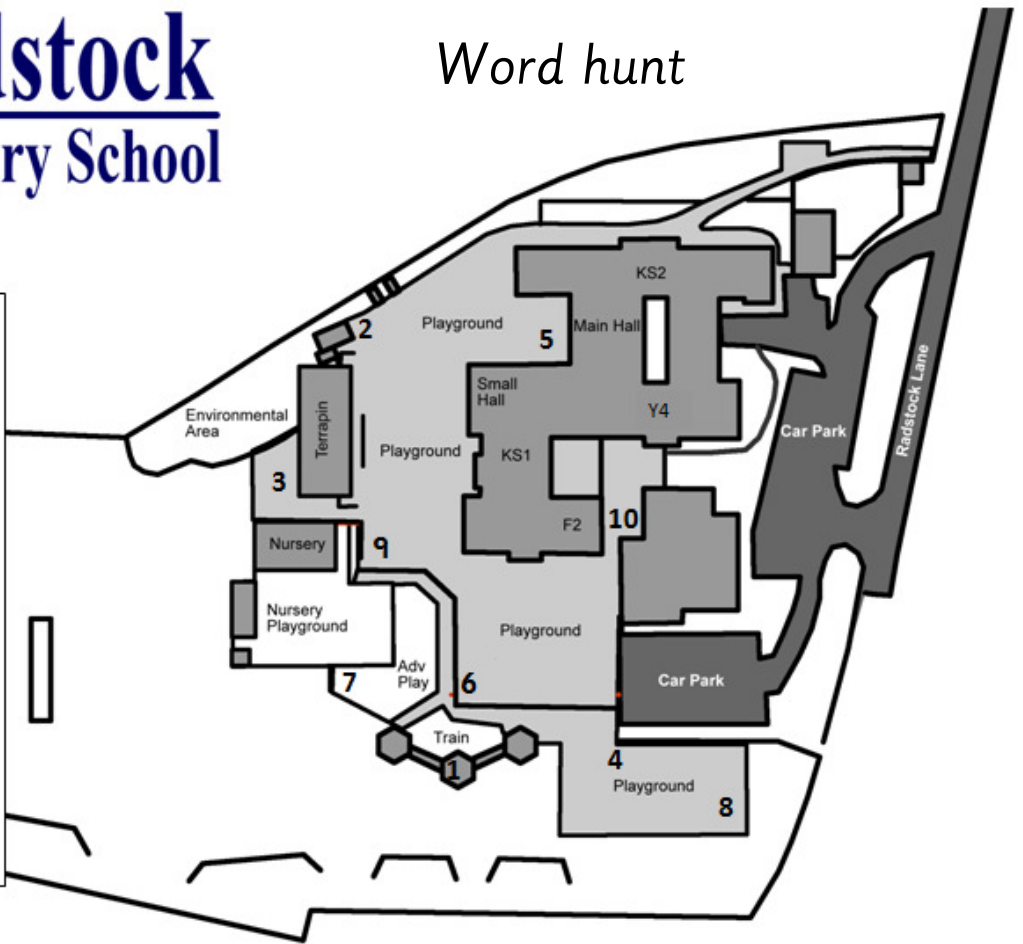 lstock
ry School
Word hunt
KS2
2
Playground
5
Main Hall
Small
Hall
Y4
Environmental
Area
Terrapin
Playground
KS1
Car Park
Radstock Lane
3
F2
10
Nursery
9
Nursery
Playground
Playground
Adv
Play
7
6
Car Park
Train
1
4
Playground
8